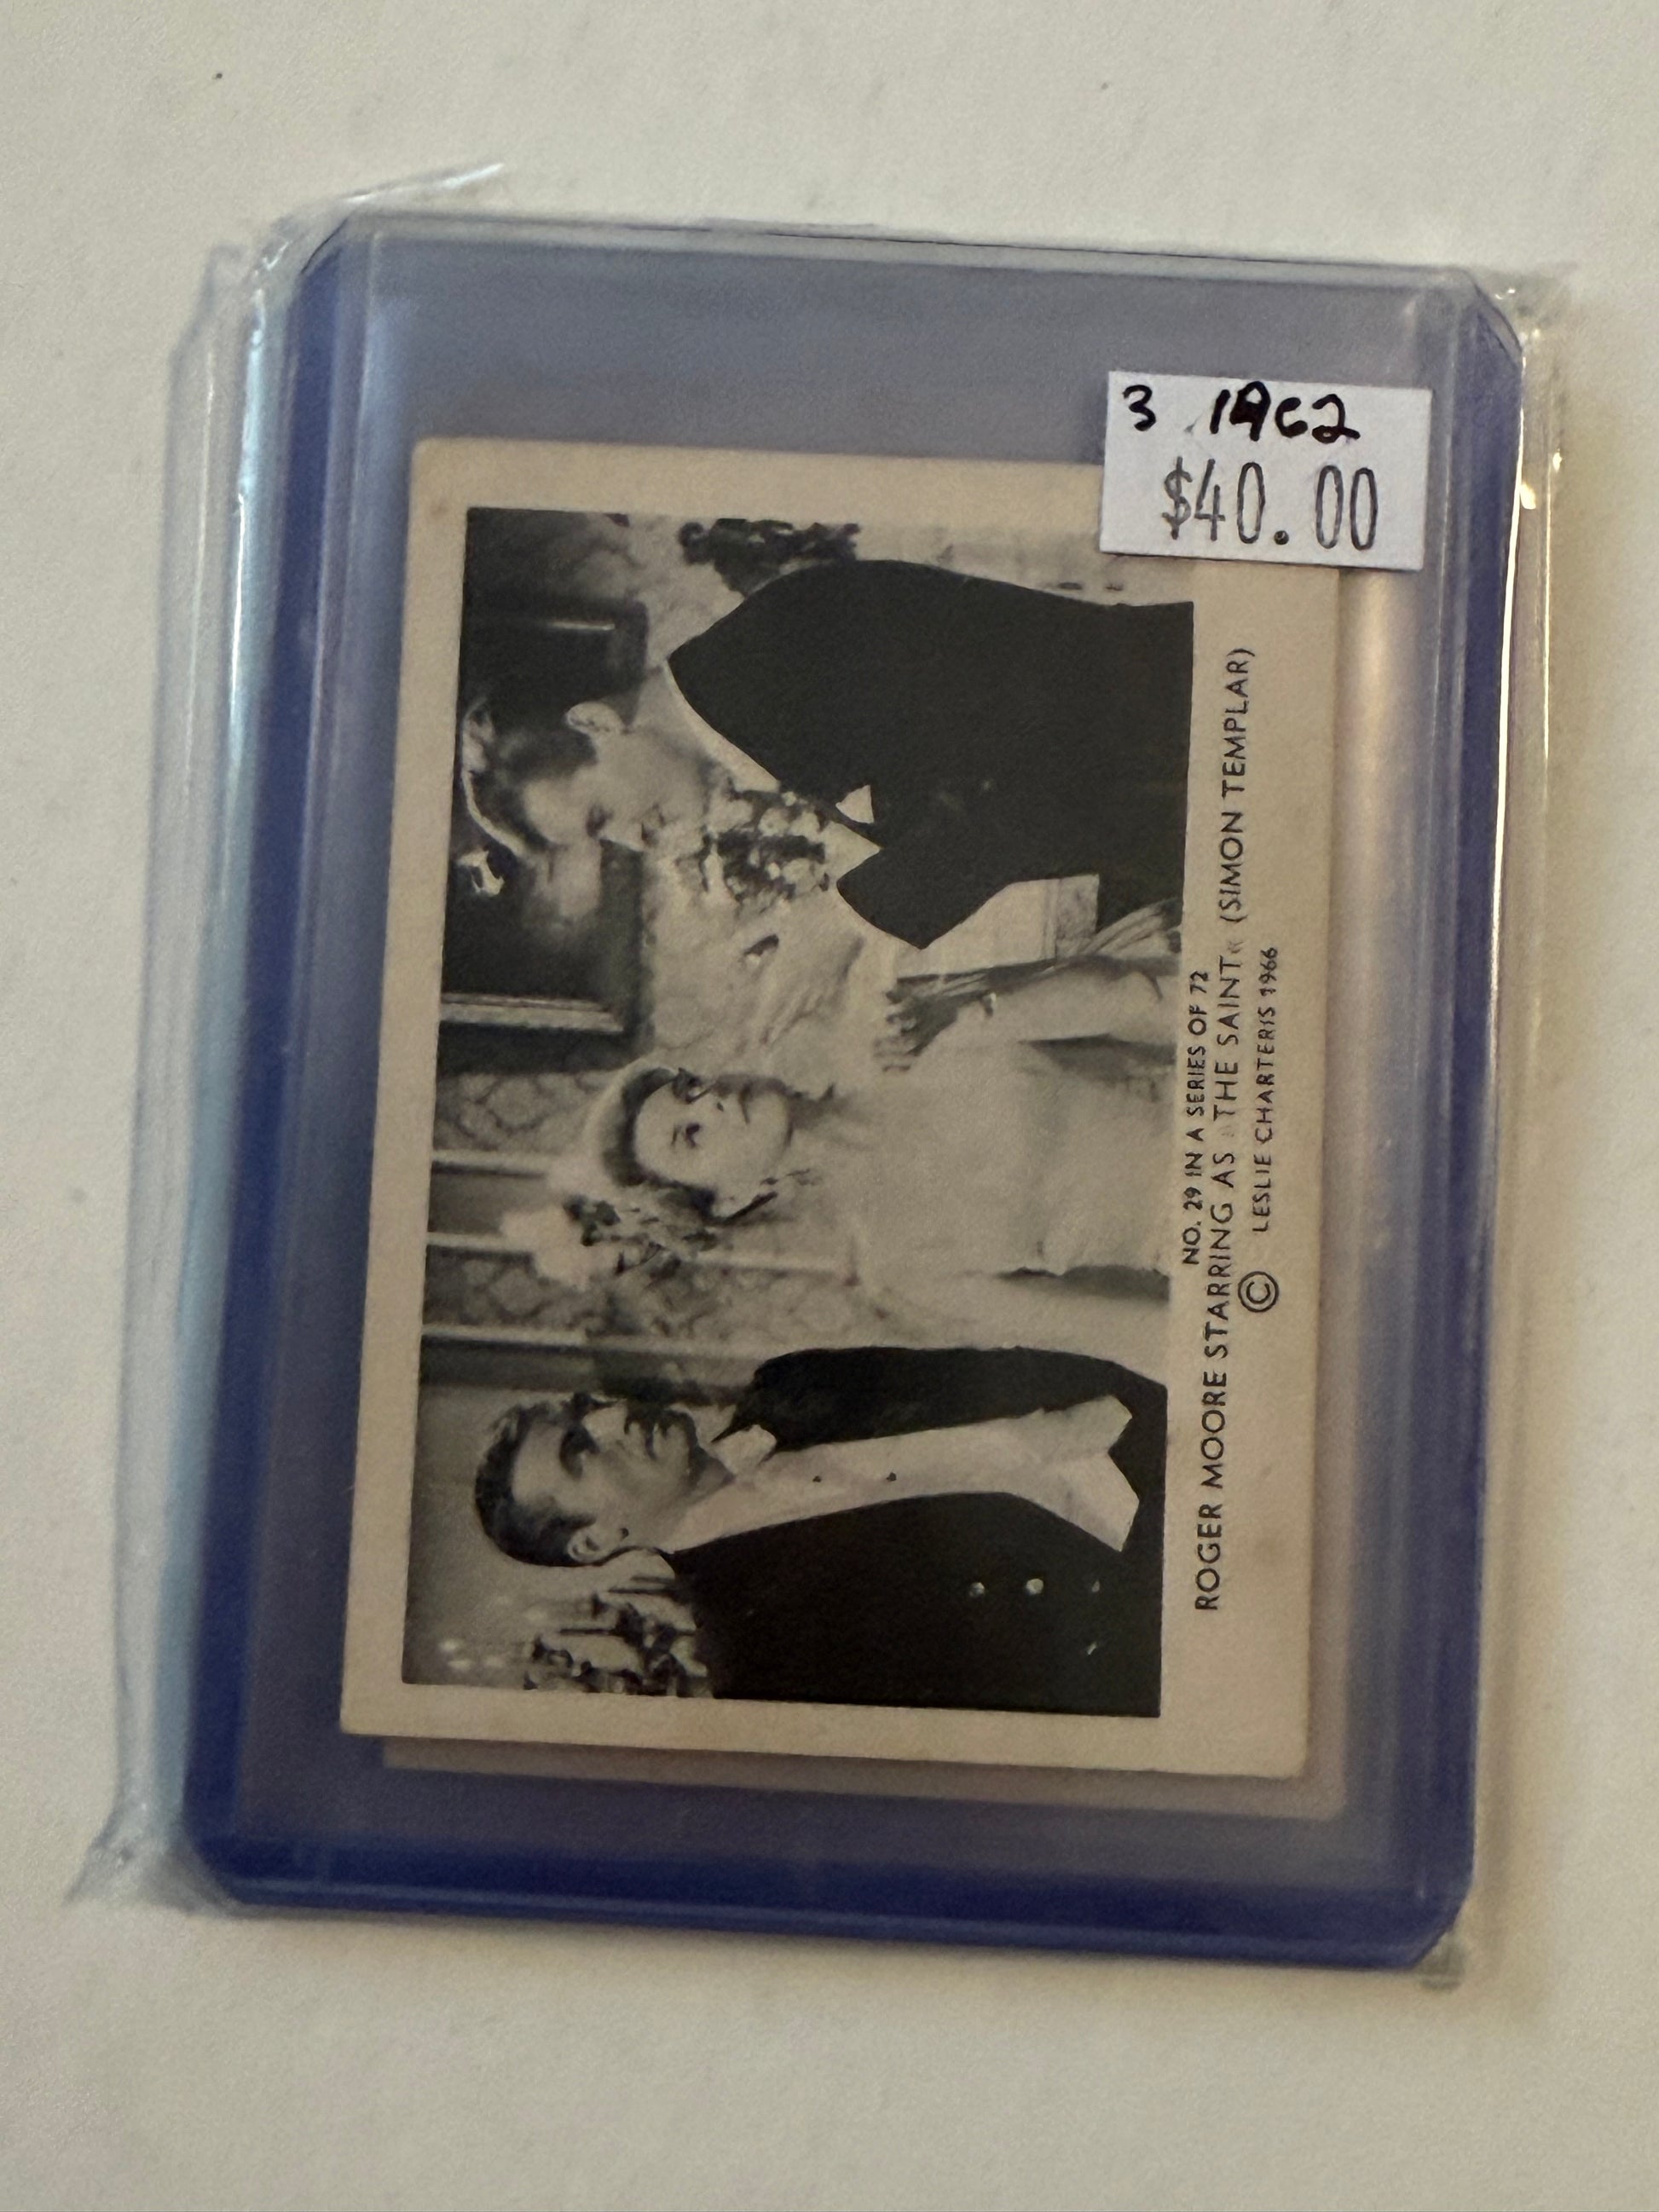 3 1962
$40.00
NO. 29 IN A SERIES OF 72
ROGER MOORE STARRING AS »THE SAINT« (SIMON TEMPLAR)
© LESLIE CHARTERIS 1966